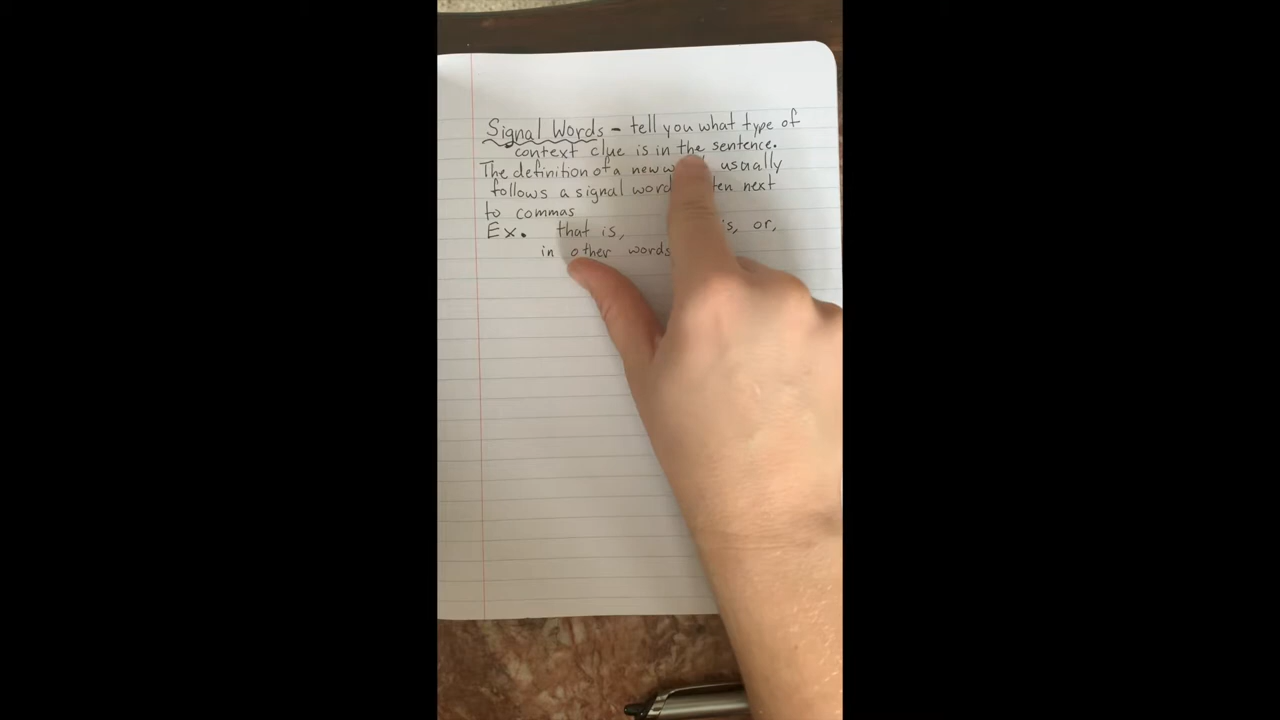 Signal Words - tell you what type of
context clue is in the sentence.
The definition of a new usually
follows a signal word next
to commas
Ex. that is, or,
in other words